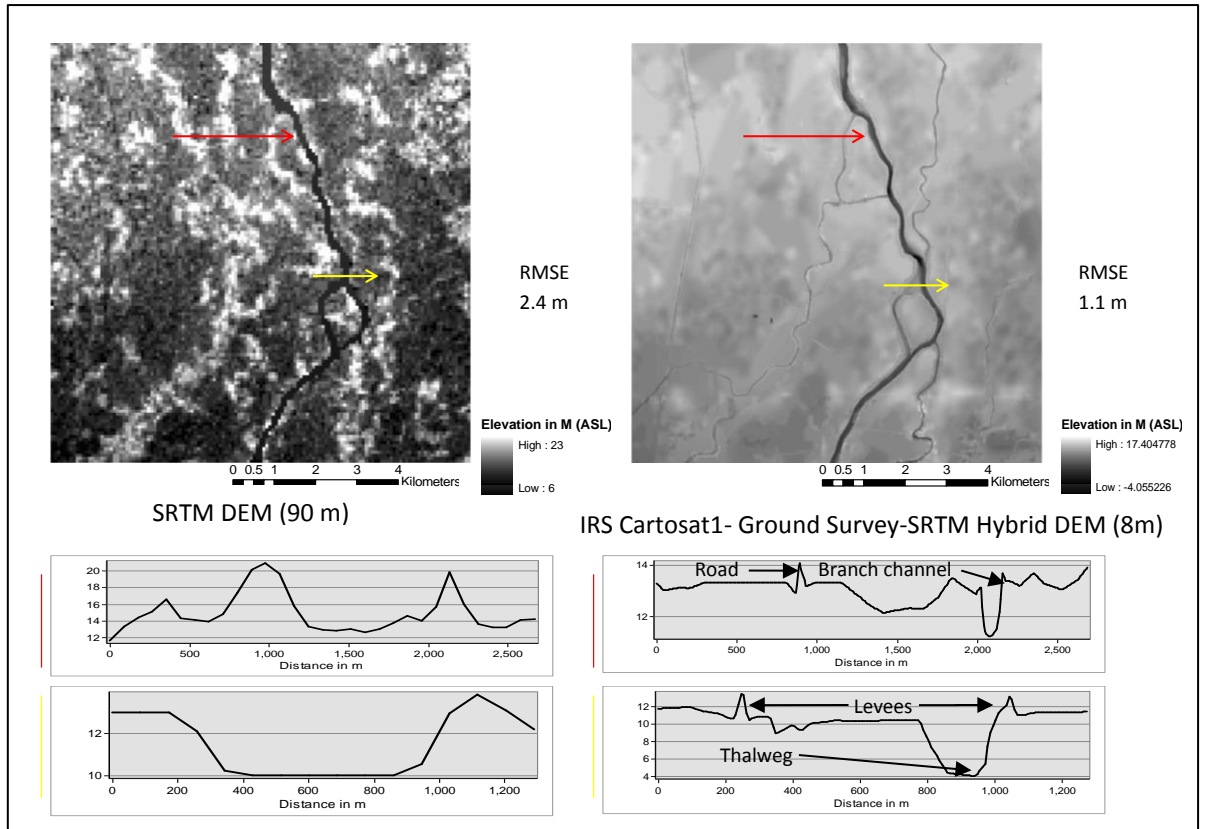 RMSE
2.4 m
Elevation in M (ASL)
High : 23
Low : 6
0 0.5 1 2 3 4
Kilometers
SRTM DEM (90 m)
RMSE
1.1 m
Elevation in M (ASL)
High : 17.404778
Low : -4.055226
0 0.5 1 2 3 4
Kilometers
IRS Cartosat1- Ground Survey-SRTM Hybrid DEM (8m)
20
18
16
14
12
0 500 1,000 1,500 2,000 2,500
Distance in m
14
12
Road
Branch channel
0 500 1,000 1,500 2,000 2,500
Distance in m
12
10
0 200 400 600 800 1,000 1,200
Distance in m
12
10
8
6
4
Levees
Thalweg
0 200 400 600 800 1,000 1,200
Distance in m